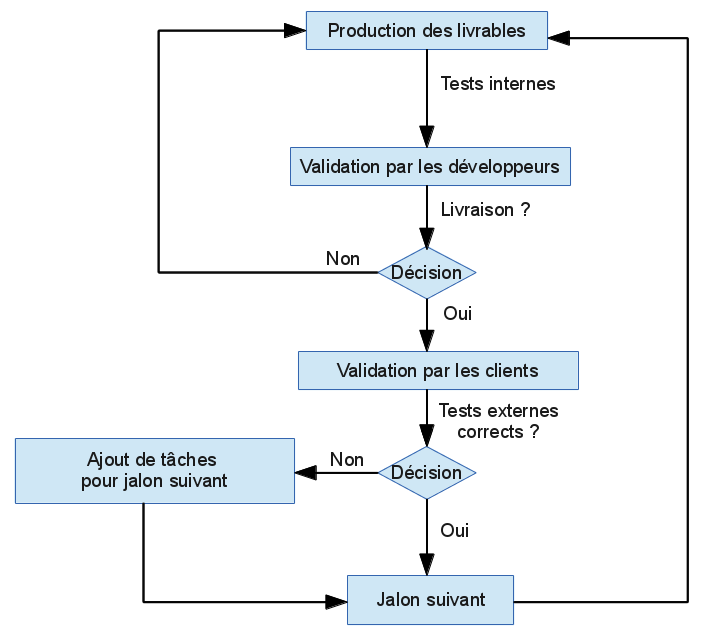 Production des livrables
Tests internes
Validation par les développeurs
Livraison ?
Non
Décision
Oui
Validation par les clients
Tests externes
corrects ?
Ajout de tâches
pour jalon suivant
Non
Décision
Oui
Jalon suivant